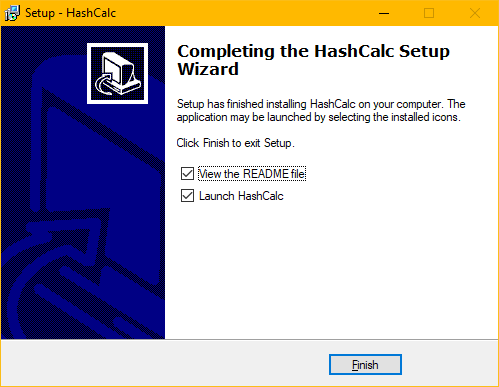 Setup - HashCalc
Completing the HashCalc Setup
Wizard
Setup has finished installing HashCalc on your computer. The
application may be launched by selecting the installed icons.
Click Finish to exit Setup.
View the README file
Launch HashCalc
Finish